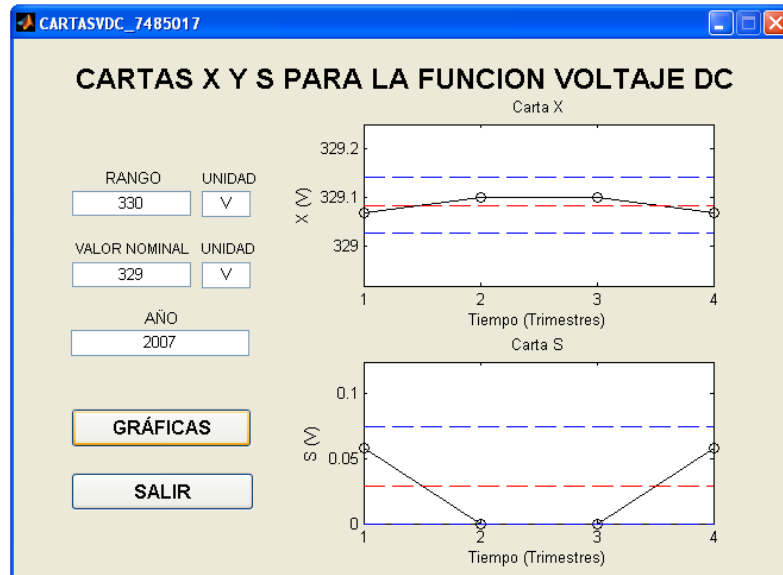 CARTASVDC_7485017
CARTAS X Y S PARA LA FUNCION VOLTAJE DC
RANGO UNIDAD
330 V
VALOR NOMINAL UNIDAD
329 V
AÑO
2007
GRÁFICAS
SALIR
Carta X
X (V)
329.2
329.1
329
1 2 3 4
Tiempo (Trimestres)
Carta S
S (V)
0.1
0.05
0
1 2 3 4
Tiempo (Trimestres)